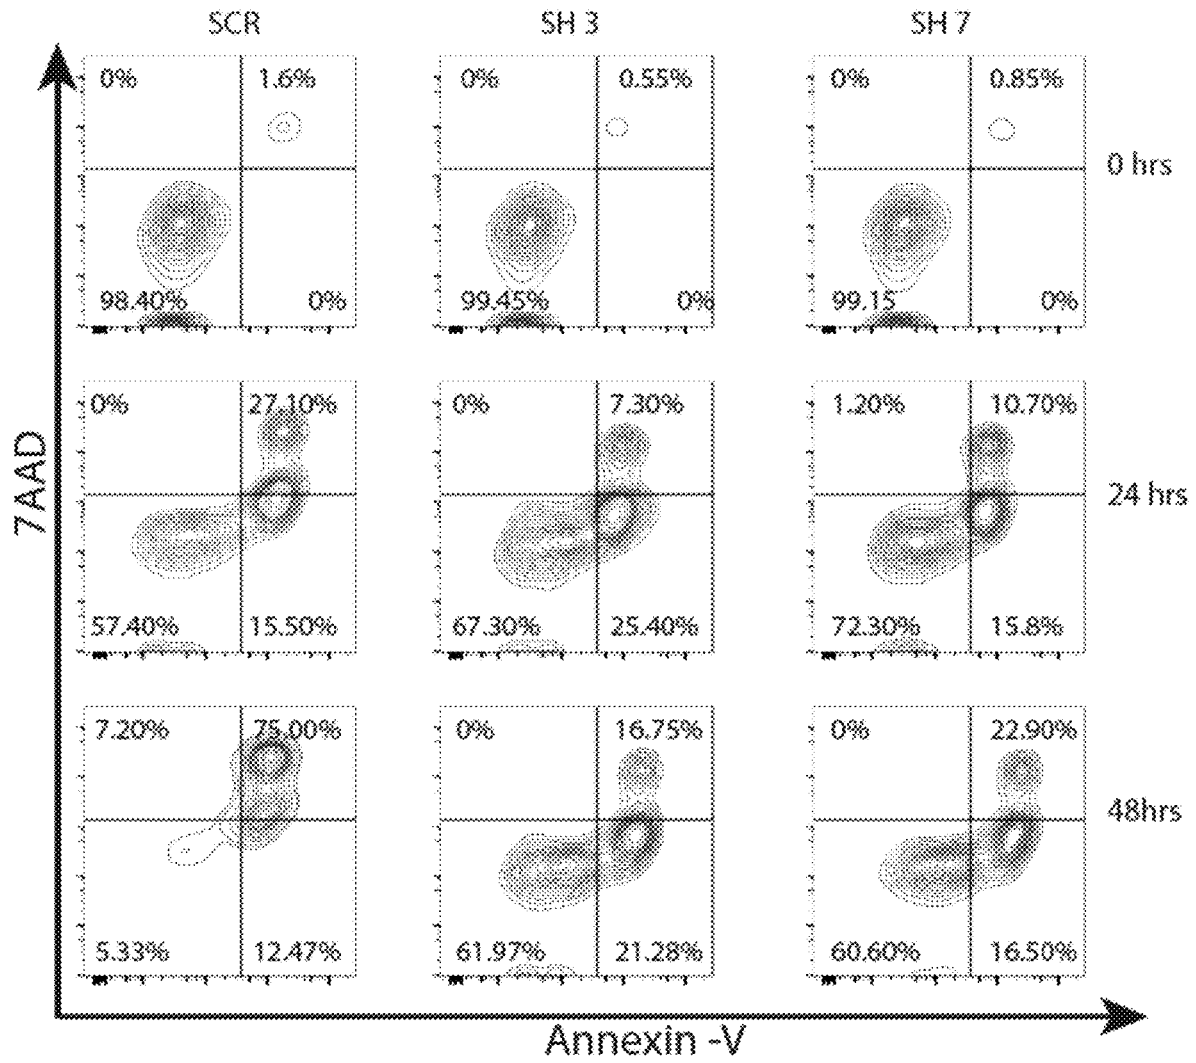 SCR SH 3 SH 7
0% 1.6% 0% 0.55% 0% 0.85%
0 hrs
98.40% 0% 99.45% 0% 99.15 0%
0% 27.10% 0% 7.30% 1.20% 10.70%
7AAD
24 hrs
57.40% 15.50% 67.30% 25.40% 72.30% 15.8%
7.20% 75.00% 0% 16.75% 0% 22.90%
48hrs
5.33% 12.47% 61.97% 21.28% 60.60% 16.50%
Annexin -V